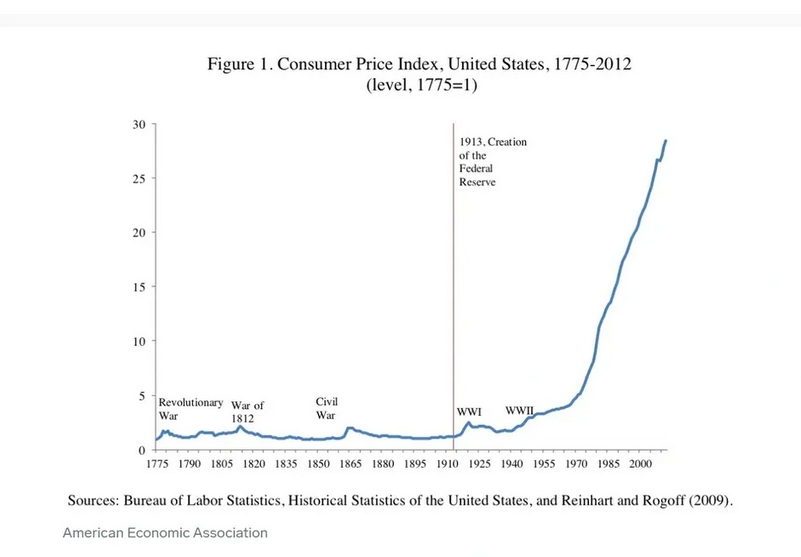 Figure 1. Consumer Price Index, United States, 1775-2012
(level, 1775=1)
30
25
20
15
10
5
0
1913, Creation
of the
Federal
Reserve
Revolutionary
War
War of
1812
Civil
War
WWI
WWII
1775 1790 1805 1820 1835 1850 1865 1880 1895 1910 1925 1940 1955 1970 1985 2000
Sources: Bureau of Labor Statistics, Historical Statistics of the United States, and Reinhart and Rogoff (2009).
American Economic Association